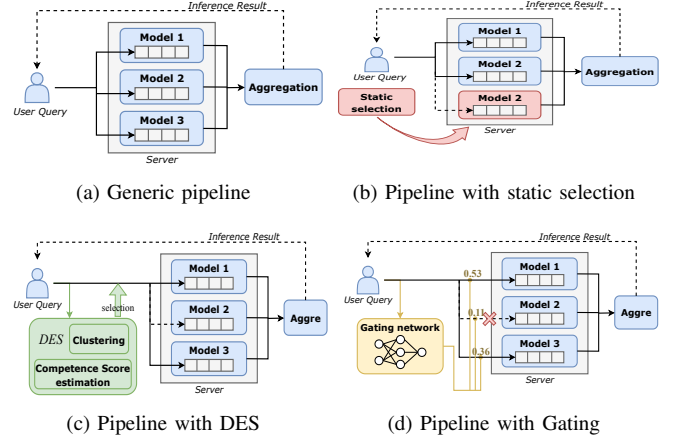 Inference Result
Model 1
Model 2
Model 3
User Query
Aggregation
Server
(a) Generic pipeline
Inference Result
Model 1
Model 2
Model 2
User Query
Aggregation
Static
selection
Server
(b) Pipeline with static selection
Inference Result
Model 1
Model 2
Model 3
User Query
selection
Aggre
DES
Clustering
Competence Score
estimation
Server
(c) Pipeline with DES
Inference Result
0.53
Model 1
User Query
0.11
Model 2
Aggre
Gating network
0.36
Model 3
Server
(d) Pipeline with Gating